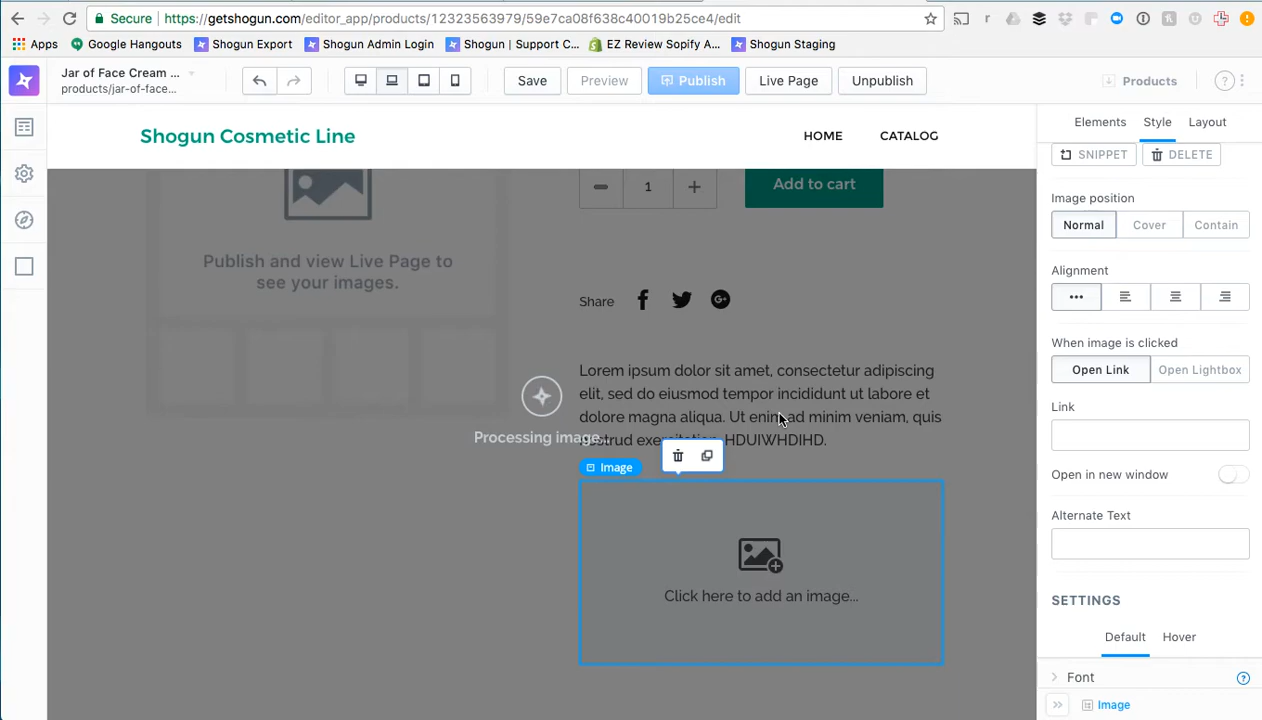 Secure
https://getshogun.com/editor_app/products/12323563979/59e7ca08f638c40019b25ce4/edit
Apps
Google Hangouts
Shogun Export
Shogun Admin Login
Shogun | Support C...
EZ Review Sopify A...
Shogun Staging
Jar of Face Cream ...
products/jar-of-face...
Save
Preview
Publish
Live Page
Unpublish
Products
Shogun Cosmetic Line
HOME
CATALOG
Elements
Style
Layout
SNIPPET
DELETE
1
Add to cart
Image position
Normal
Cover
Contain
Publish and view Live Page to
see your images.
Alignment
Share
When image is clicked
Open Link
Open Lightbox
Lorem ipsum dolor sit amet, consectetur adipiscing
elit, sed do eiusmod tempor incididunt ut labore et
dolore magna aliqua. Ut enim ad minim veniam, quis
nostrud exercitation HDUIWHDIHD.
Processing image...
Link
Image
Open in new window
Alternate Text
Click here to add an image...
SETTINGS
Default
Hover
Font
Image